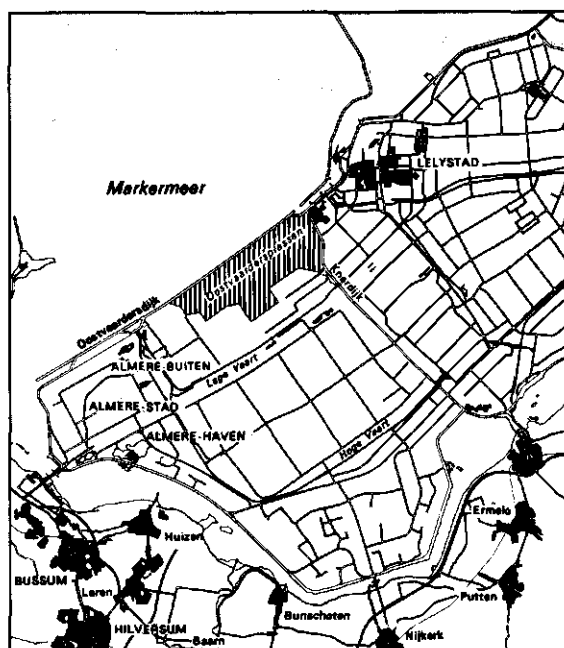 LELYSTAD
Markermeer
Oostvaardersplassen
Knardijk
Oostvaardersdijk
ALMERE-BUITEN
Lage Vaart
ALMERE-STAD
ALMERE-HAVEN
Hoge Vaart
Ermelo
Huizen
BUSSUM
Laren
Putten
Bunschoten
HILVERSUM
Baarn
Nijkerk